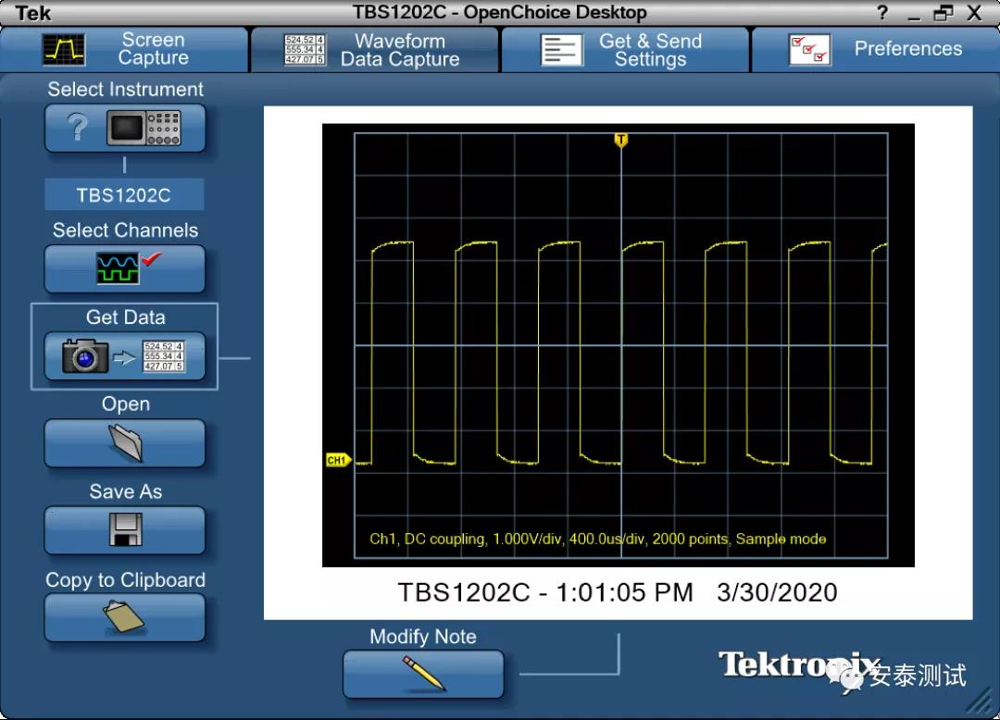 Tek
TBS1202C - OpenChoice Desktop
? _ X
Screen
Capture
524.52 4
555.34 4
427.07 5
Waveform
Data Capture
Get & Send
Settings
Preferences
Select Instrument
?
TBS1202C
Select Channels
Get Data
524.52 4
555.34 4
427.07 5
Open
Save As
Copy to Clipboard
T
CH1
Ch1, DC coupling, 1.000V/div, 400.0us/div, 2000 points, Sample mode
TBS1202C - 1:01:05 PM 3/30/2020
Modify Note
Tektronix
安泰测试